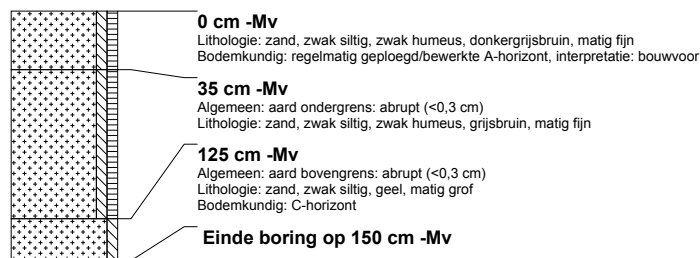 0 cm -Mv
Lithologie: zand, zwak siltig, zwak humeus, donkergrijsbruin, matig fijn
Bodemkundig: regelmatig geploegd/bewerkte A-horizont, interpretatie: bouwvoor
35 cm -Mv
Algemeen: aard ondergrens: abrupt (<0,3 cm)
Lithologie: zand, zwak siltig, zwak humeus, grijsbruin, matig fijn
125 cm -Mv
Algemeen: aard bovengrens: abrupt (<0,3 cm)
Lithologie: zand, zwak siltig, geel, matig grof
Bodemkundig: C-horizont
Einde boring op 150 cm -Mv